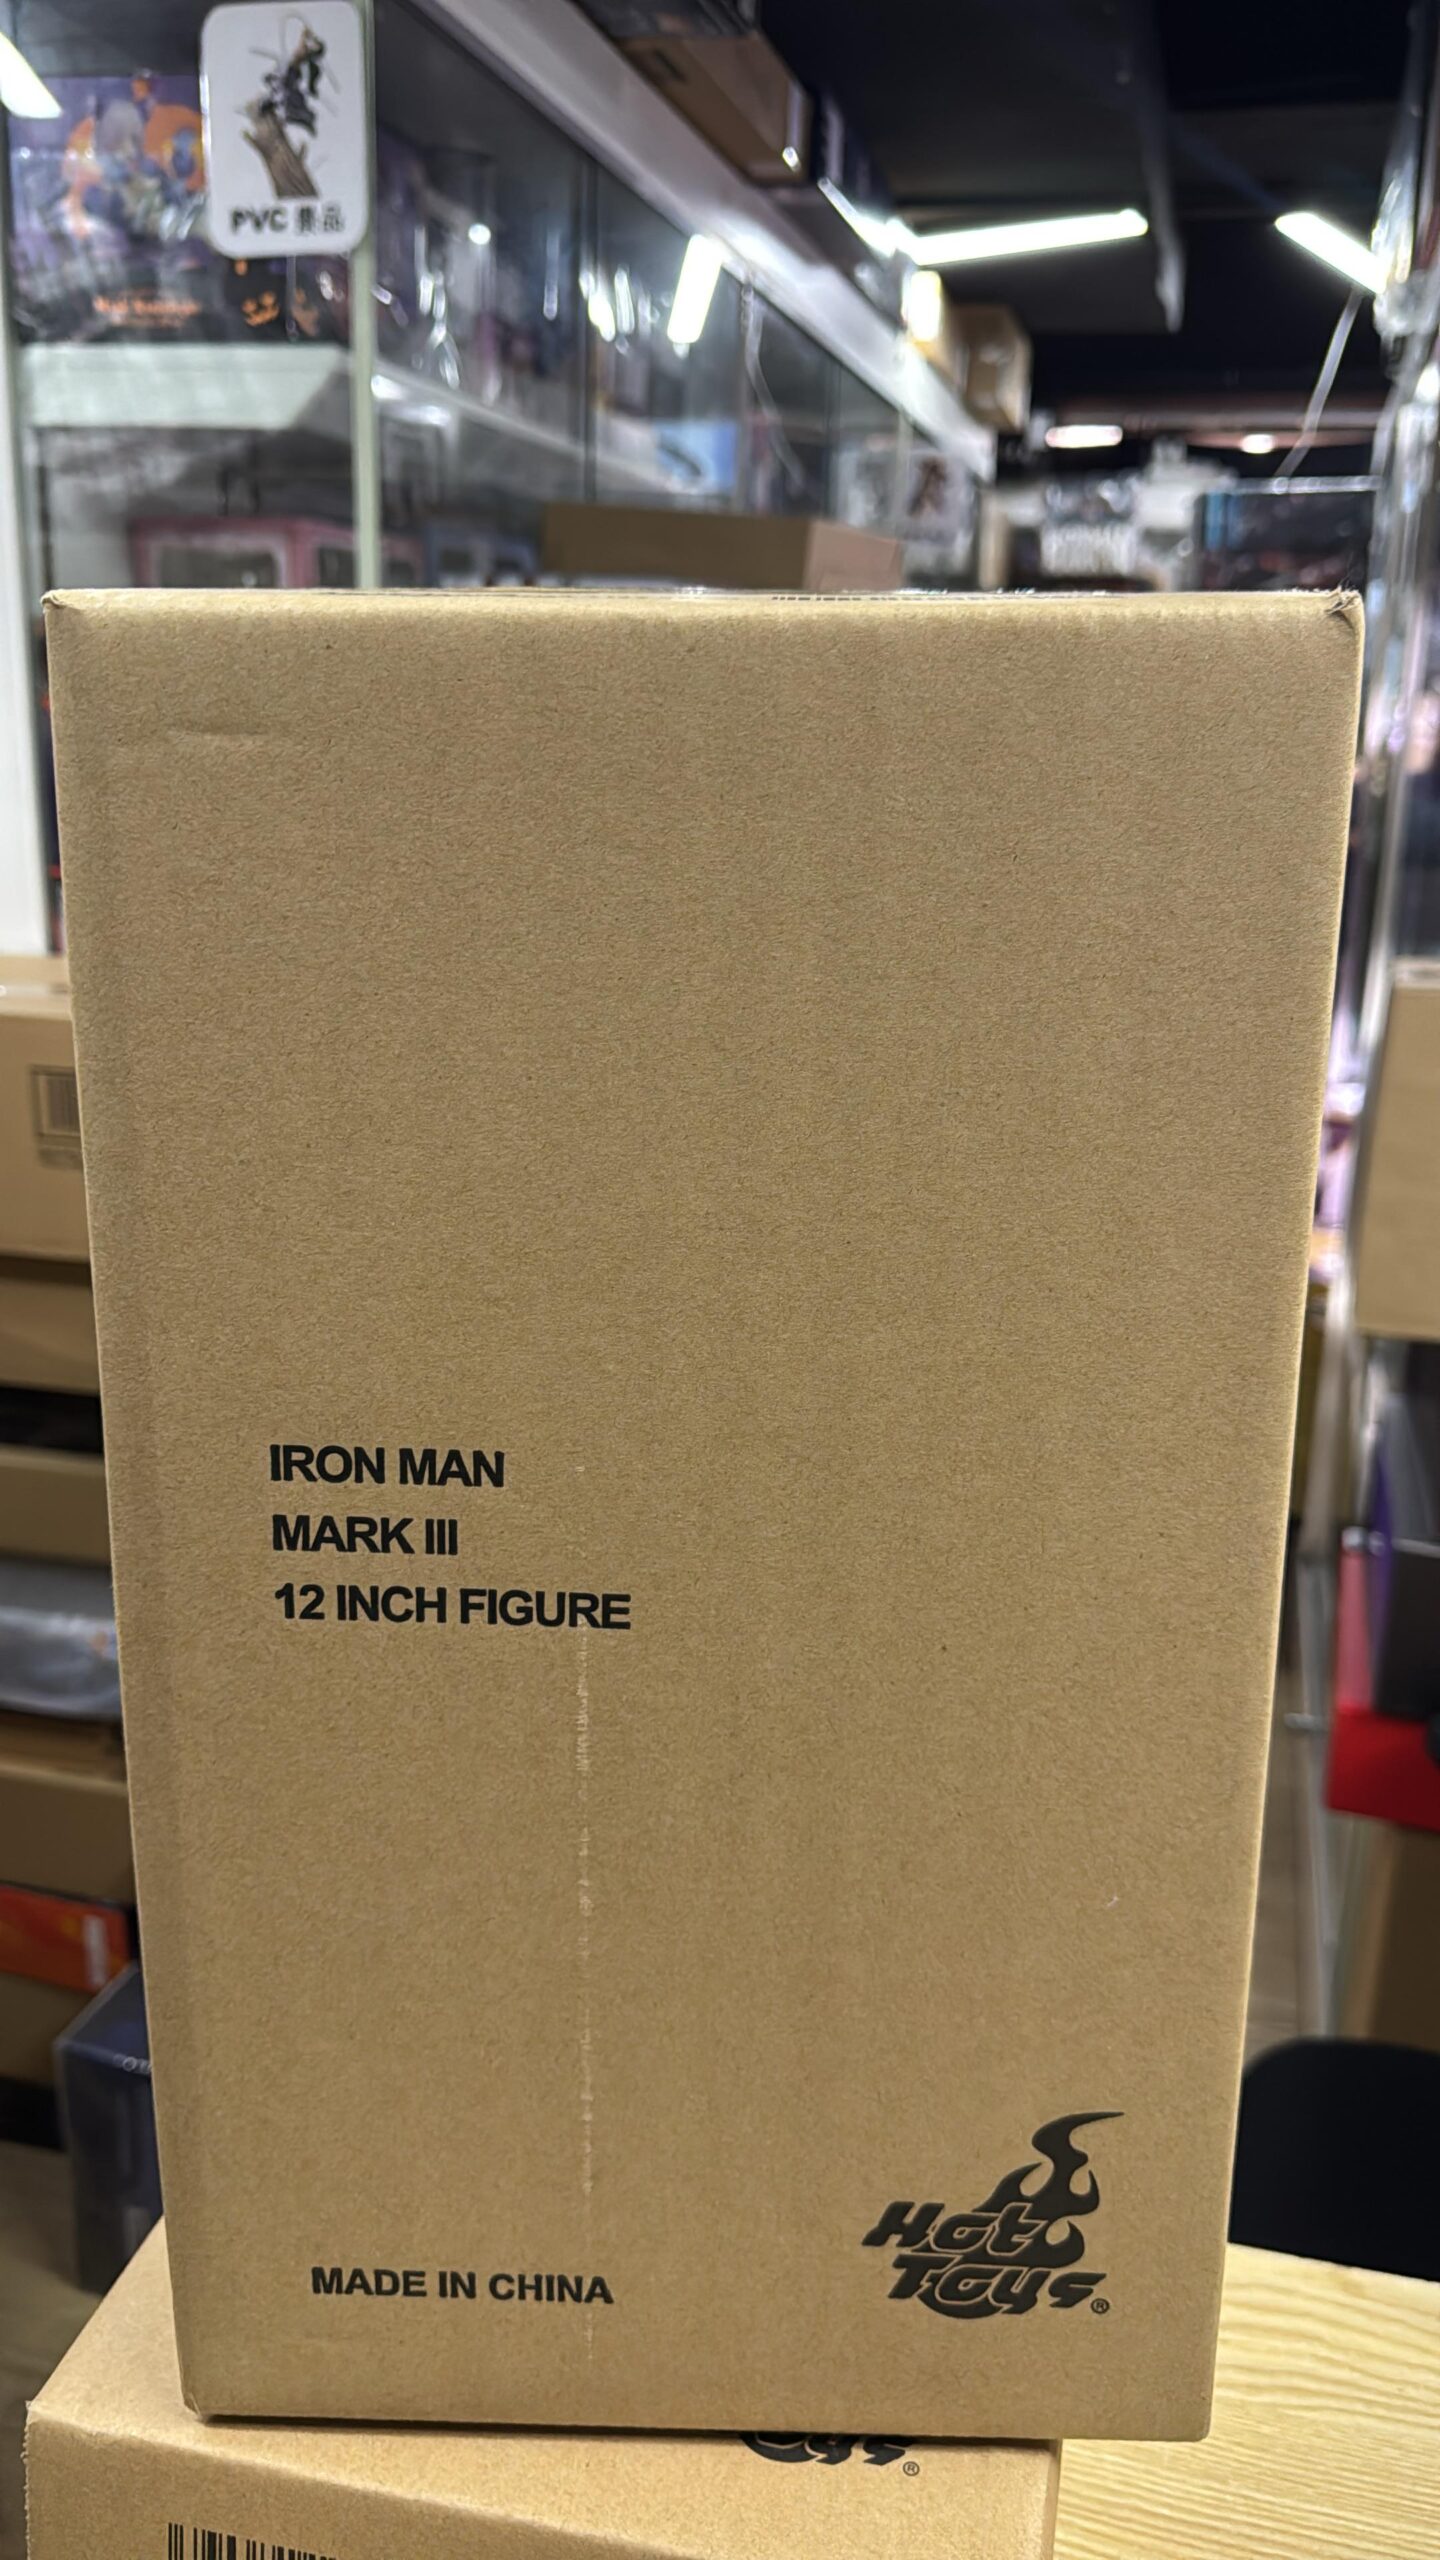 PVC 景品
IRON MAN
MARK III
12 INCH FIGURE
Hot
Toys®
MADE IN CHINA